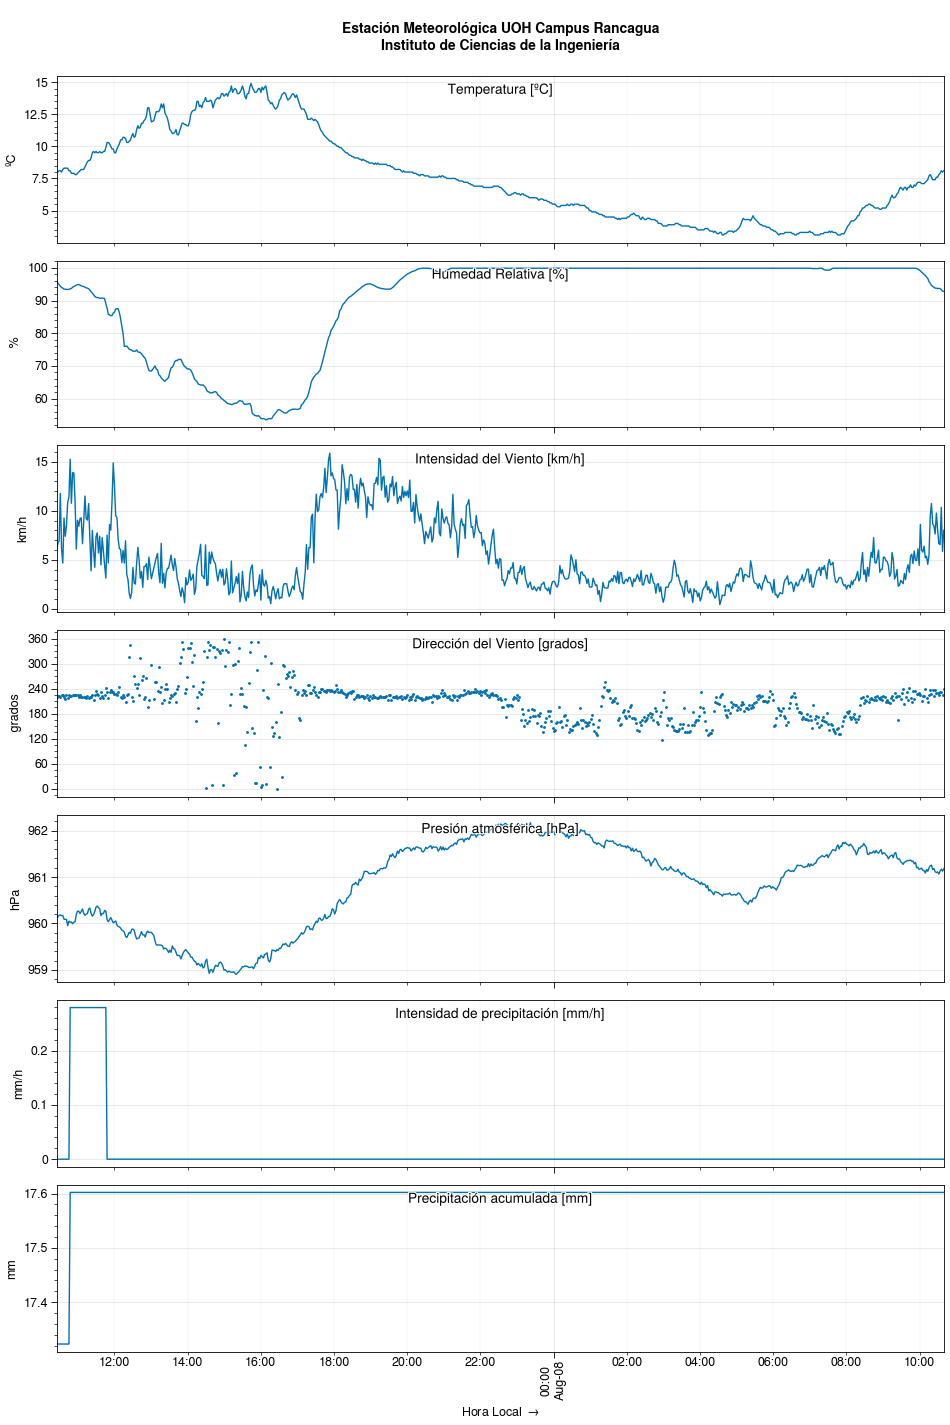 Estación Meteorológica UOH Campus Rancagua
Instituto de Ciencias de la Ingeniería
Temperatura [ºC]
ºC
15
12.5
10
7.5
5
Humedad Relativa [%]
%
100
90
80
70
60
Intensidad del Viento [km/h]
km/h
15
10
5
0
Dirección del Viento [grados]
grados
360
300
240
180
120
60
0
Presión atmosférica [hPa]
hPa
962
961
960
959
Intensidad de precipitación [mm/h]
mm/h
0.2
0.1
0
Precipitación acumulada [mm]
mm
17.6
17.5
17.4
12:00 14:00 16:00 18:00 20:00 22:00 00:00 02:00 04:00 06:00 08:00 10:00
Aug-08
Hora Local →